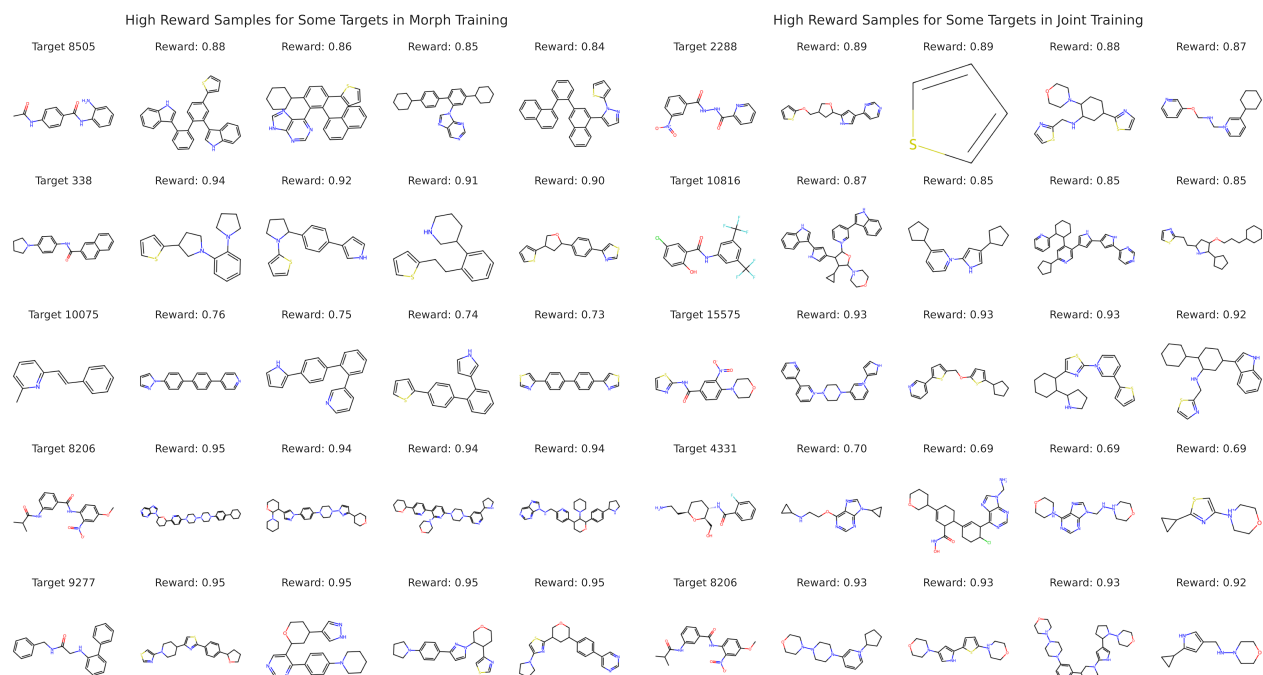 High Reward Samples for Some Targets in Morph Training
Target 8505 Reward: 0.88 Reward: 0.86 Reward: 0.85 Reward: 0.84
Target 338 Reward: 0.94 Reward: 0.92 Reward: 0.91 Reward: 0.90
Target 10075 Reward: 0.76 Reward: 0.75 Reward: 0.74 Reward: 0.73
Target 8206 Reward: 0.95 Reward: 0.94 Reward: 0.94 Reward: 0.94
Target 9277 Reward: 0.95 Reward: 0.95 Reward: 0.95 Reward: 0.95
High Reward Samples for Some Targets in Joint Training
Target 2288 Reward: 0.89 Reward: 0.89 Reward: 0.88 Reward: 0.87
S
Target 10816 Reward: 0.87 Reward: 0.85 Reward: 0.85 Reward: 0.85
Target 15575 Reward: 0.93 Reward: 0.93 Reward: 0.93 Reward: 0.92
Target 4331 Reward: 0.70 Reward: 0.69 Reward: 0.69 Reward: 0.69
Target 8206 Reward: 0.93 Reward: 0.93 Reward: 0.93 Reward: 0.92